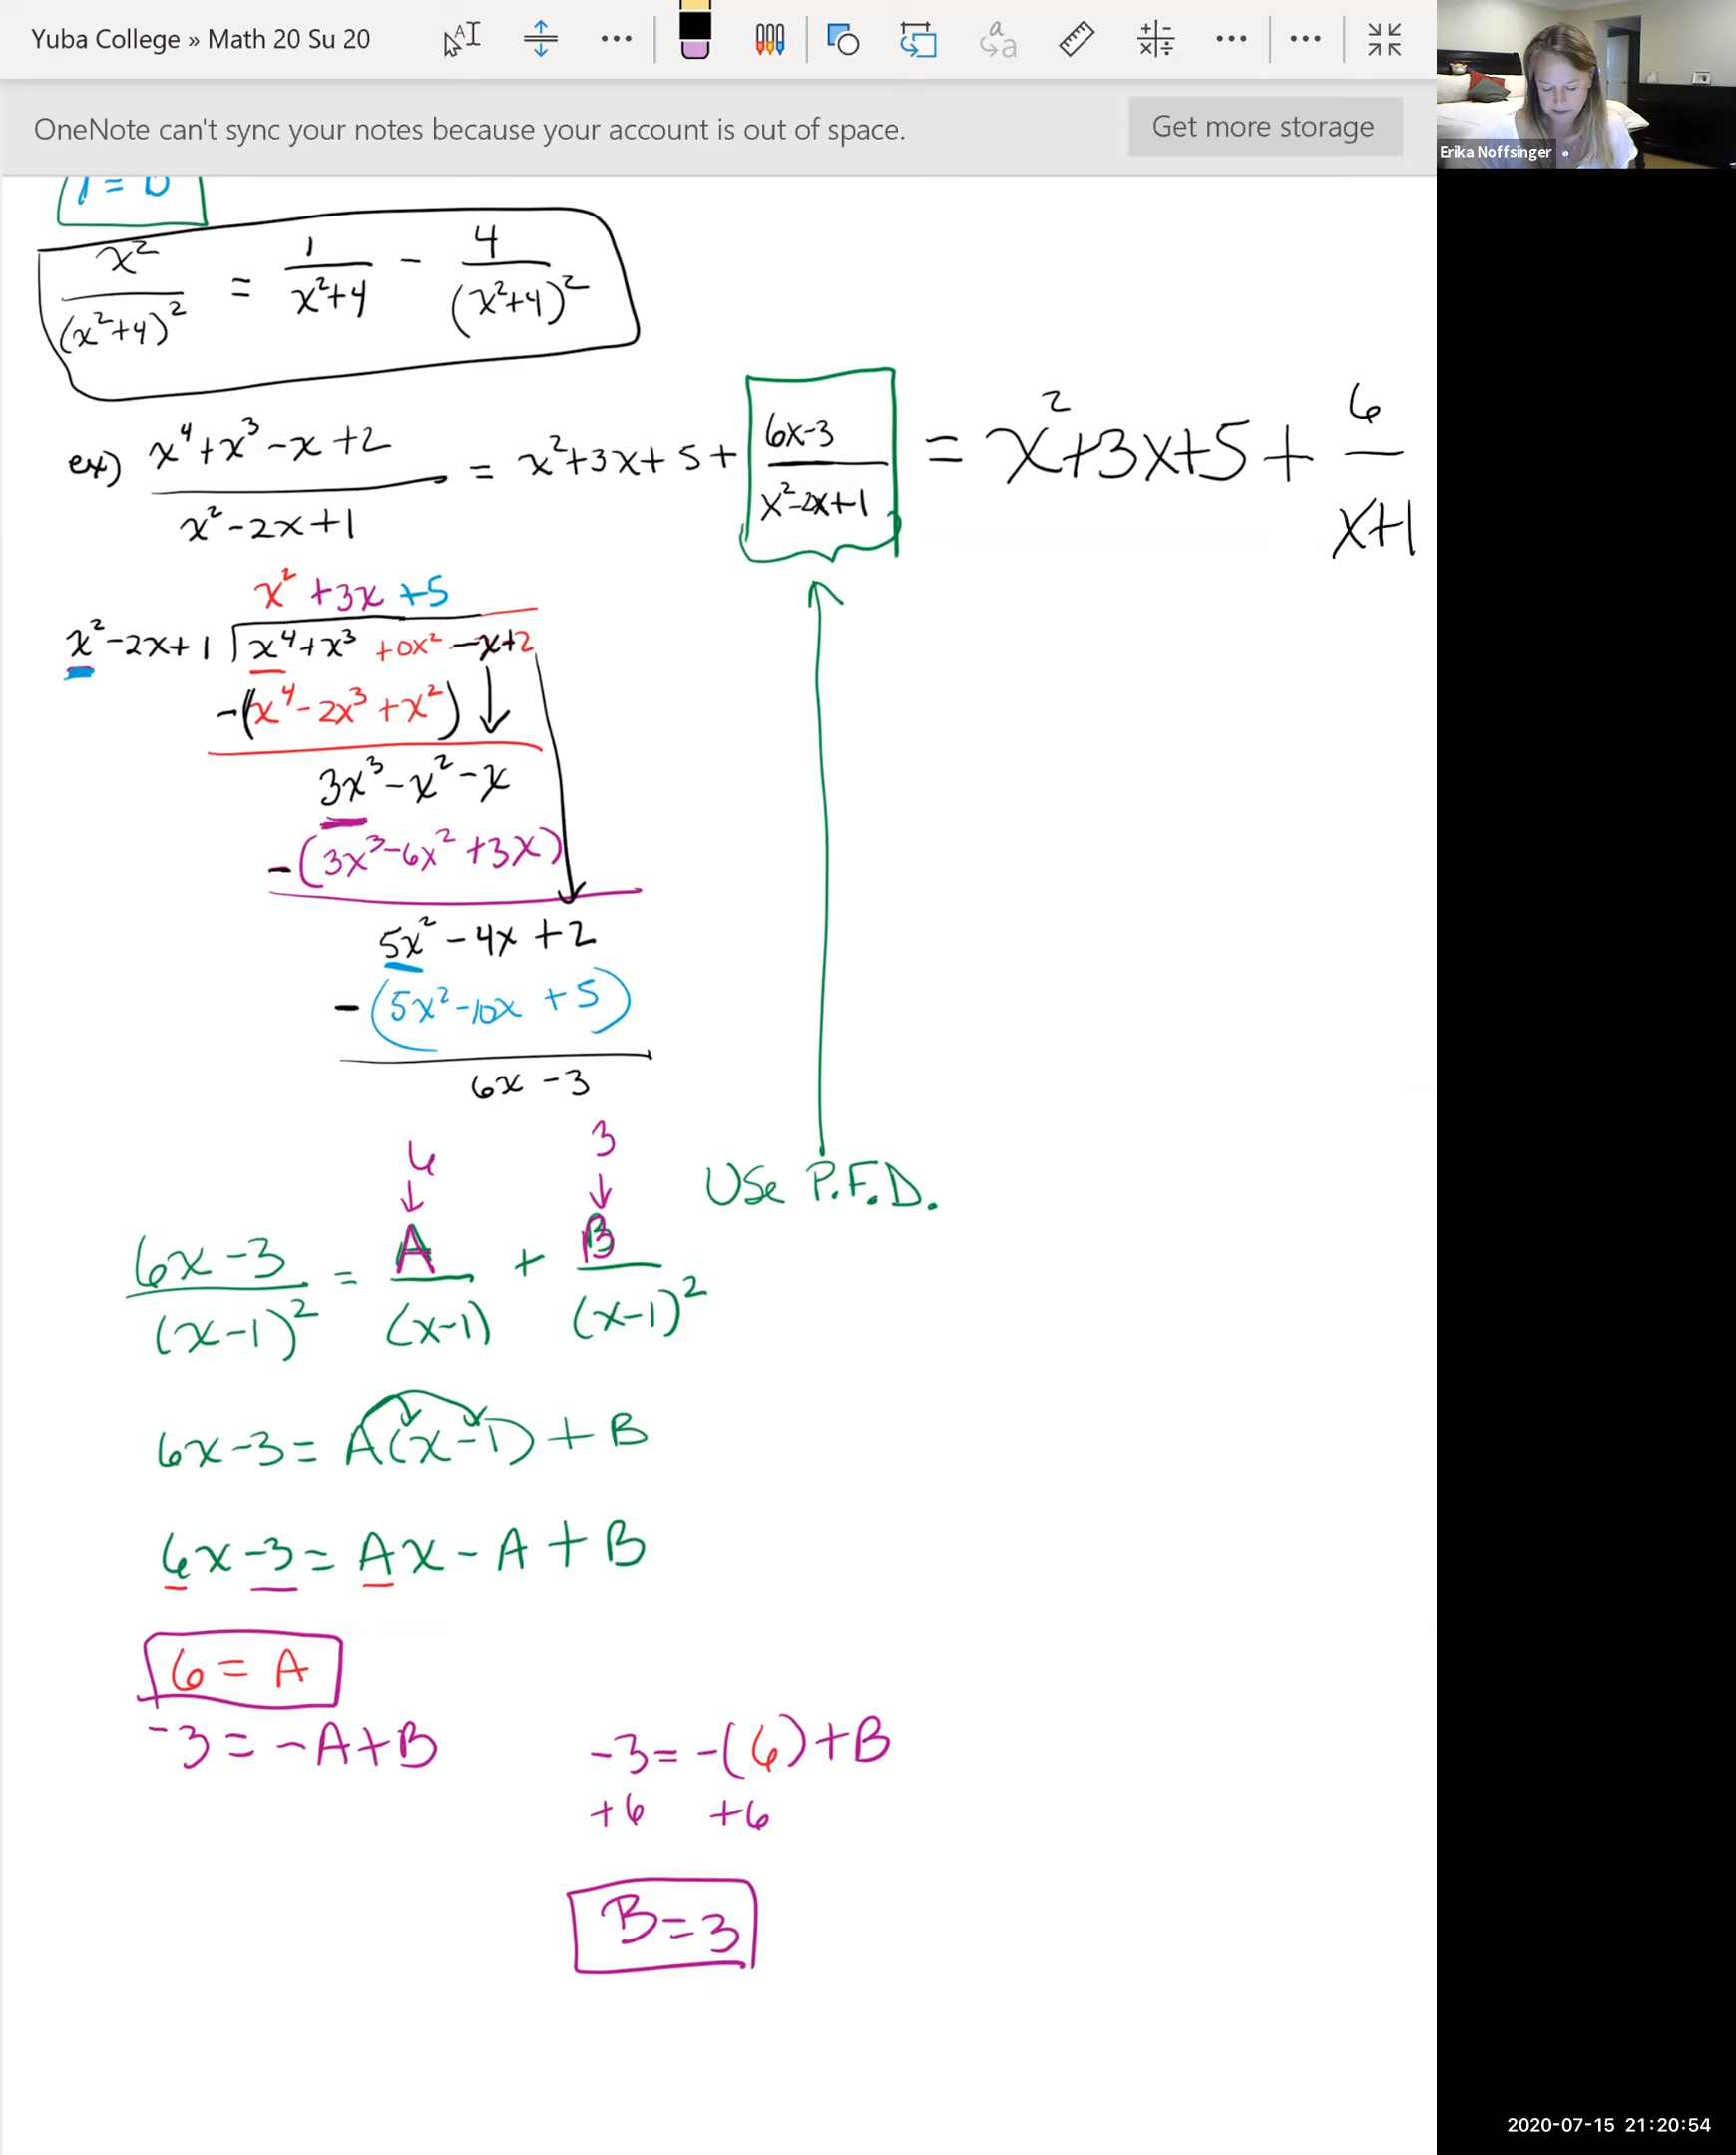 Yuba College » Math 20 Su 20
OneNote can't sync your notes because your account is out of space.
Get more storage
Erika Noffsinger
x²/(x²+4)² = 1/(x²+4) - 4/(x²+4)²
ex) (x⁴+x³-x+2)/(x²-2x+1) = x²+3x+5+ (6x-3)/(x²-2x+1) = x²+3x+5+ 6/(x+1)
x² +3x +5
x²-2x+1 x⁴+x³ +0x² -x+2
-(x⁴-2x³+x²)
3x³-x²-x
-(3x³-6x²+3x)
5x²-4x+2
-(5x²-10x+5)
6x-3
6 3
↓ ↓
Use P.F.D.
(6x-3)/(x-1)² = A/(x-1) + B/(x-1)²
6x-3=A(x-1)+B
6x-3=Ax-A+B
6=A
-3=-A+B
-3=-(6)+B
+6 +6
B=3
2020-07-15 21:20:54